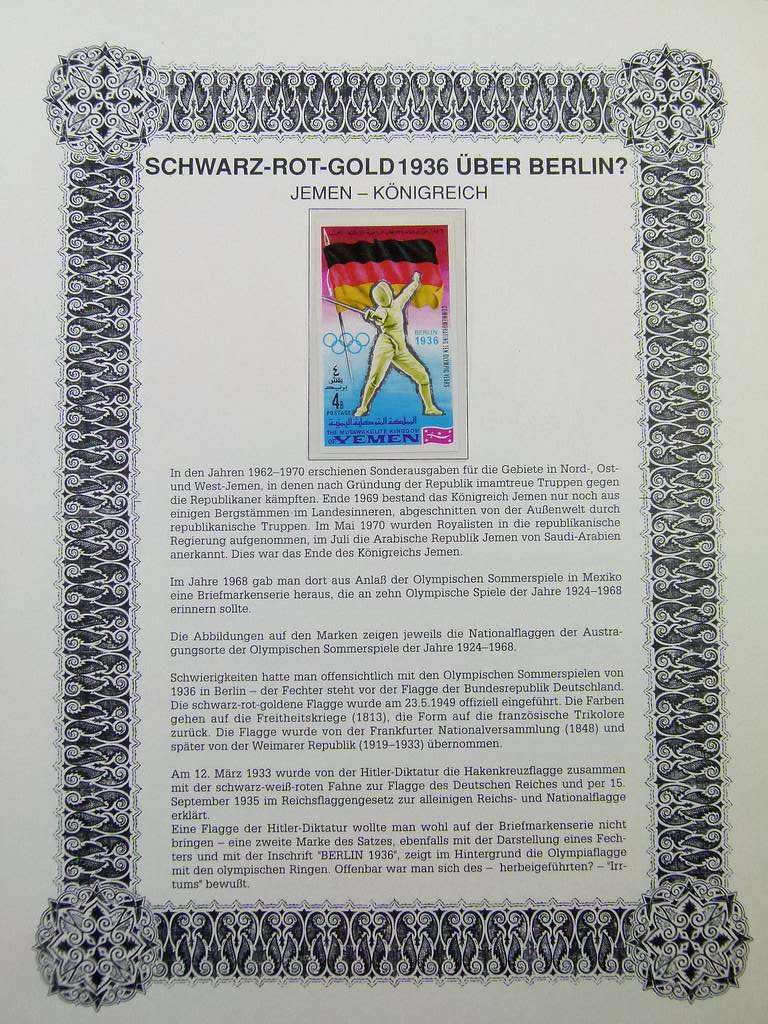 SCHWARZ-ROT-GOLD 1936 ÜBER BERLIN?
JEMEN – KÖNIGREICH
COMMEMORATING TEN OLYMPIC YEARS
BERLIN
1936
٤
بقش
بريد
4B
POSTAGE
المملكة المتوكلية اليمنية
THE MUTAWAKELITE KINGDOM
OF YEMEN
In den Jahren 1962–1970 erschienen Sonderausgaben für die Gebiete in Nord-, Ost-
und West-Jemen, in denen nach Gründung der Republik imamtreue Truppen gegen
die Republikaner kämpften. Ende 1969 bestand das Königreich Jemen nur noch aus
einigen Bergstämmen im Landesinneren, abgeschnitten von der Außenwelt durch
republikanische Truppen. Im Mai 1970 wurden Royalisten in die republikanische
Regierung aufgenommen, im Juli die Arabische Republik Jemen von Saudi-Arabien
anerkannt. Dies war das Ende des Königreichs Jemen.
Im Jahre 1968 gab man dort aus Anlaß der Olympischen Sommerspiele in Mexiko
eine Briefmarkenserie heraus, die an zehn Olympische Spiele der Jahre 1924–1968
erinnern sollte.
Die Abbildungen auf den Marken zeigen jeweils die Nationalflaggen der Austra-
gungsorte der Olympischen Sommerspiele der Jahre 1924–1968.
Schwierigkeiten hatte man offensichtlich mit den Olympischen Sommerspielen von
1936 in Berlin – der Fechter steht vor der Flagge der Bundesrepublik Deutschland.
Die schwarz-rot-goldene Flagge wurde am 23.5.1949 offiziell eingeführt. Die Farben
gehen auf die Freitheitskriege (1813), die Form auf die französische Trikolore
zurück. Die Flagge wurde von der Frankfurter Nationalversammlung (1848) und
später von der Weimarer Republik (1919–1933) übernommen.
Am 12. März 1933 wurde von der Hitler-Diktatur die Hakenkreuzflagge zusammen
mit der schwarz-weiß-roten Fahne zur Flagge des Deutschen Reiches und per 15.
September 1935 im Reichsflaggengesetz zur alleinigen Reichs- und Nationalflagge
erklärt.
Eine Flagge der Hitler-Diktatur wollte man wohl auf der Briefmarkenserie nicht
bringen – eine zweite Marke des Satzes, ebenfalls mit der Darstellung eines Fech-
ters und mit der Inschrift "BERLIN 1936", zeigt im Hintergrund die Olympiaflagge
mit den olympischen Ringen. Offenbar war man sich des – herbeigeführten? – "Irr-
tums" bewußt.